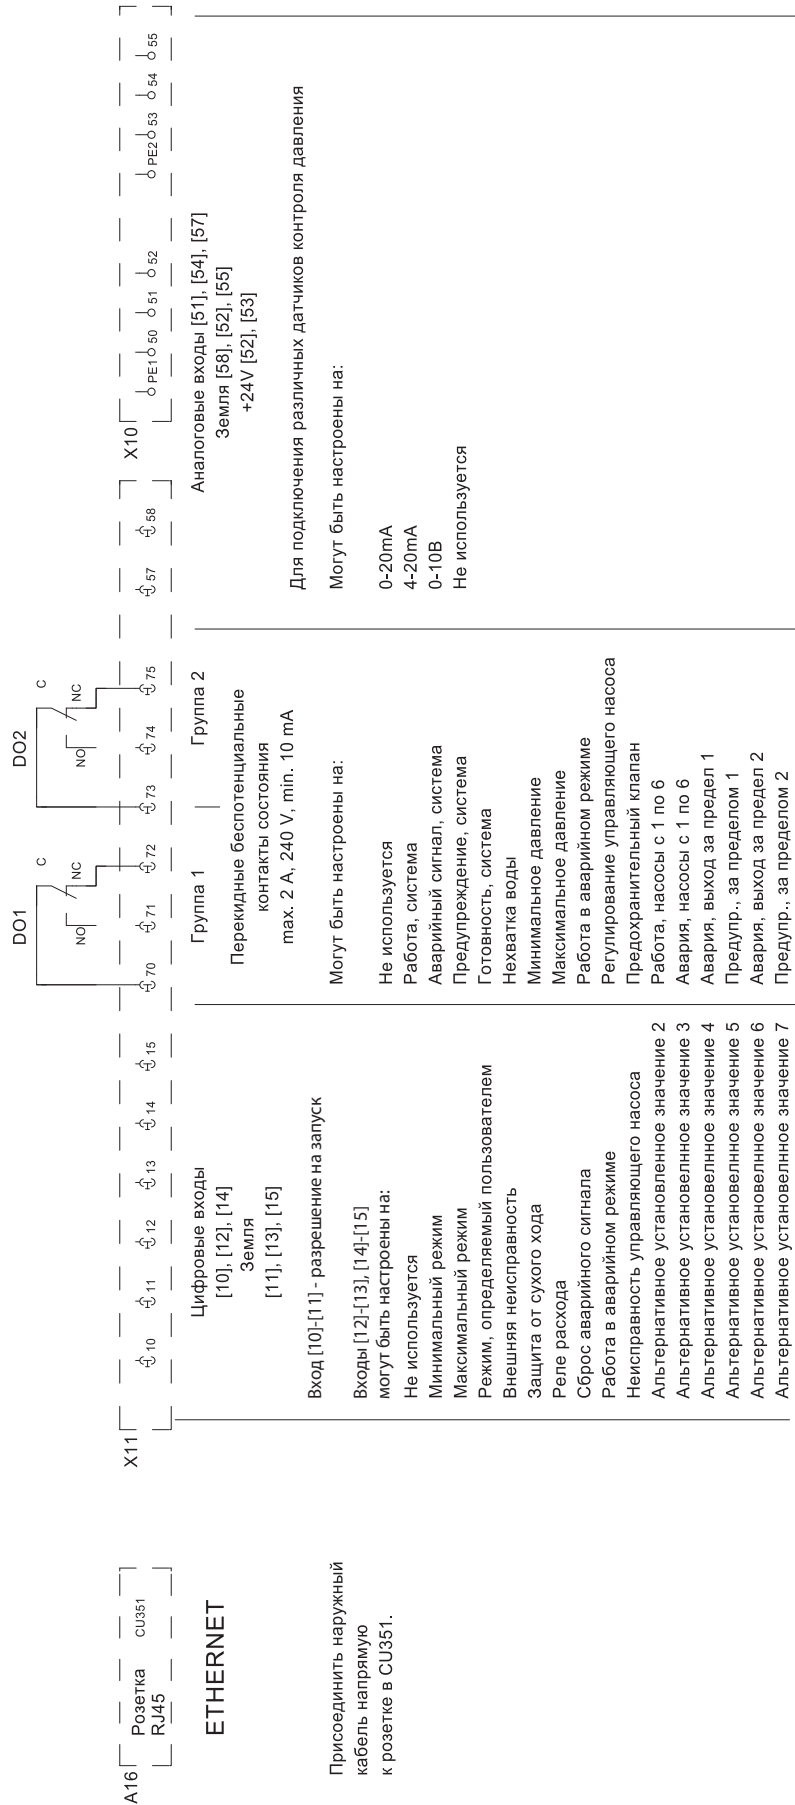 A16
Розетка
RJ45
CU351
ETHERNET
Присоединить наружный
кабель напрямую
к розетке в CU351.
X11
10
11
12
13
14
15
Цифровые входы
[10], [12], [14]
Земля
[11], [13], [15]
Вход [10]-[11] - разрешение на запуск
Входы [12]-[13], [14]-[15]
могут быть настроены на:
Не используется
Минимальный режим
Максимальный режим
Режим, определяемый пользователем
Внешняя неисправность
Защита от сухого хода
Реле расхода
Сброс аварийного сигнала
Работа в аварийном режиме
Неисправность управляющего насоса
Альтернативное установленное значение 2
Альтернативное установелнное значение 3
Альтернативное установелнное значение 4
Альтернативное установелнное значение 5
Альтернативное установелнное значение 6
Альтернативное установелнное значение 7
DO1
C
NO
NC
70
71
72
DO2
C
NO
NC
73
74
75
Группа 1
Группа 2
Перекидные беспотенциальные
контакты состояния
max. 2 A, 240 V, min. 10 mA
Могут быть настроены на:
Не используется
Работа, система
Аварийный сигнал, система
Предупреждение, система
Готовность, система
Нехватка воды
Минимальное давление
Максимальное давление
Работа в аварийном режиме
Регулирование управляющего насоса
Предохранительный клапан
Работа, насосы с 1 по 6
Авария, насосы с 1 по 6
Авария, выход за предел 1
Предупр., за пределом 1
Авария, выход за предел 2
Предупр., за пределом 2
57
58
X10
PE1
50
51
52
PE2
53
54
55
Аналоговые входы [51], [54], [57]
Земля [58], [52], [55]
+24V [52], [53]
Для подключения различных датчиков контроля давления
Могут быть настроены на:
0-20mA
4-20mA
0-10В
Не используется